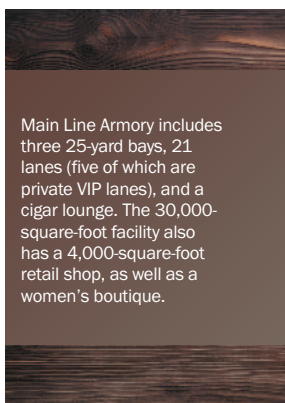 Main Line Armory includes
three 25-yard bays, 21
lanes (five of which are
private VIP lanes), and a
cigar lounge. The 30,000-
square-foot facility also
has a 4,000-square-foot
retail shop, as well as a
women’s boutique.